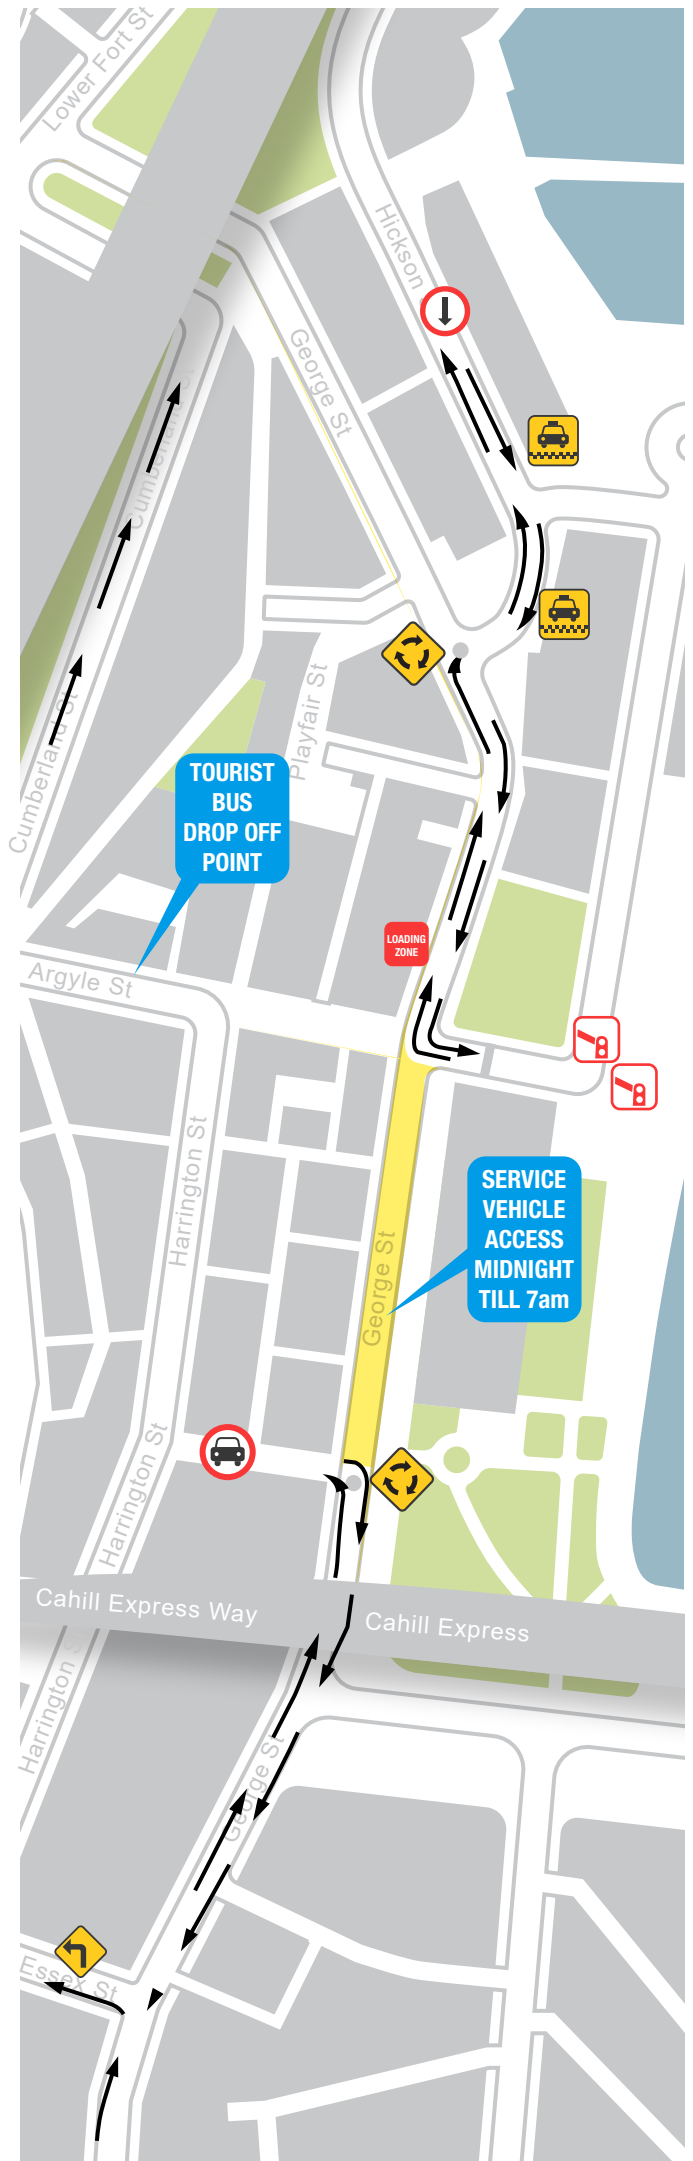 Lower Fort St
Hickson
George St
Cumberland St
Cumberland St
Playfair St
TOURIST
BUS
DROP OFF
POINT
LOADING
ZONE
Argyle St
Harrington St
SERVICE
VEHICLE
ACCESS
MIDNIGHT
TILL 7am
George St
Harrington St
Cahill Express Way
Cahill Express
Harrington St
George St
Essex St